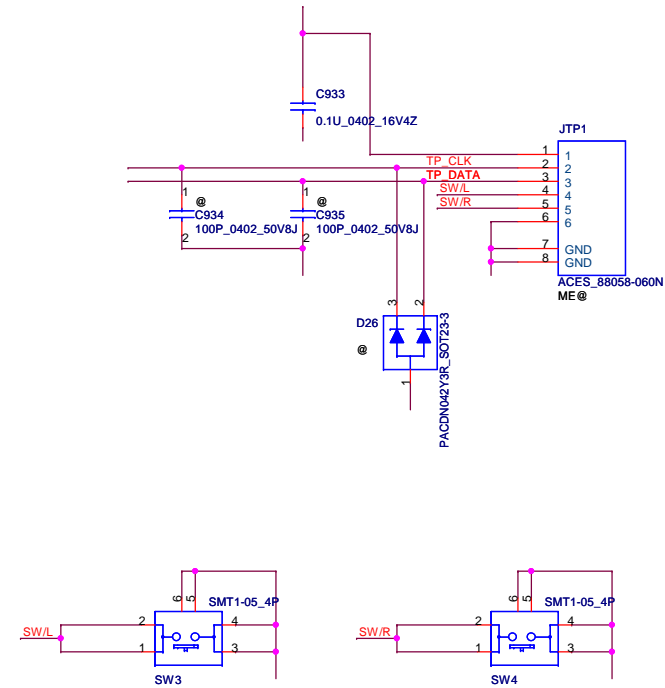 C933
0.1U_0402_16V4Z
JTP1
1
1
TP_CLK
2
2
TP_DATA
3
3
SW/L
4
4
SW/R
5
5
6
6
7
GND
8
GND
ACES_88058-060N
ME@
1
@
C934
100P_0402_50V8J
2
1
@
C935
100P_0402_50V8J
2
3
2
D26
@
PACDN042Y3R_SOT23-3
1
6
5
SMT1-05_4P
SW/L
2
4
1
3
SW3
6
5
SMT1-05_4P
SW/R
2
4
1
3
SW4